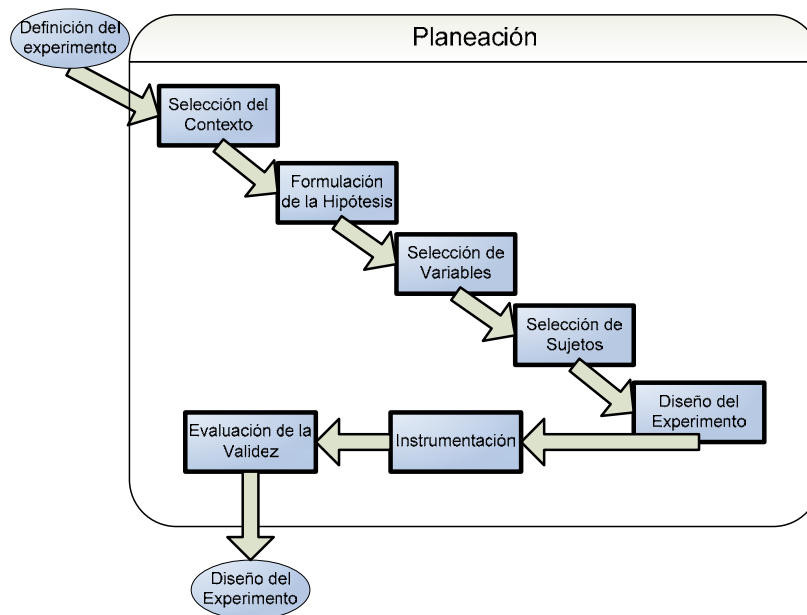 Definición del
experimento
Planeación
Selección del
Contexto
Formulación
de la Hipótesis
Selección de
Variables
Selección de
Sujetos
Diseño del
Experimento
Instrumentación
Evaluación de la
Validez
Diseño del
Experimento